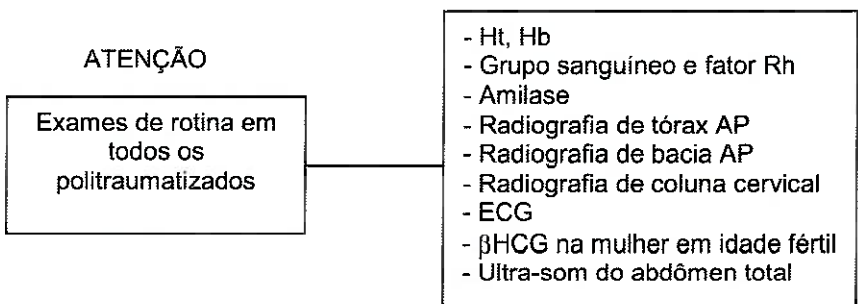 ATENÇÃO
Exames de rotina em
todos os
politraumatizados
- Ht, Hb
- Grupo sanguíneo e fator Rh
- Amilase
- Radiografia de tórax AP
- Radiografia de bacia AP
- Radiografia de coluna cervical
- ECG
- βHCG na mulher em idade fértil
- Ultra-som do abdômen total